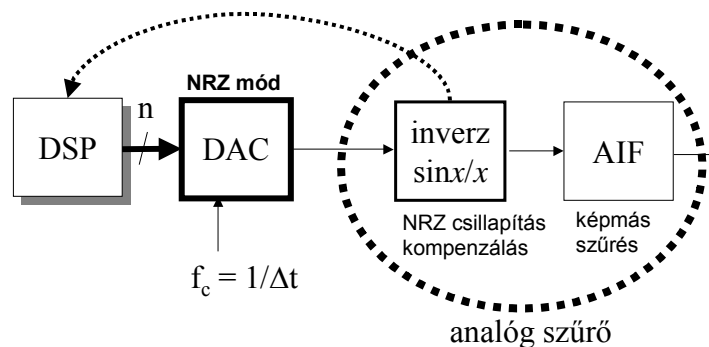 NRZ mód
n
DSP
DAC
inverz
sinx/x
AIF
NRZ csillapítás
kompenzálás
képmás
szűrés
f_c = 1/Δt
analóg szűrő